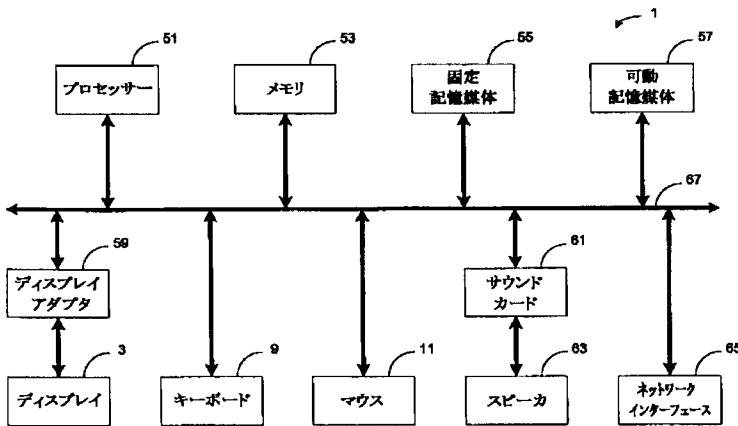 1
51
53
55
57
プロセッサー
メモリ
固定
記憶媒体
可動
記憶媒体
67
59
61
ディスプレイ
アダプタ
サウンド
カード
3
9
11
63
65
ディスプレイ
キーボード
マウス
スピーカ
ネットワーク
インターフェース